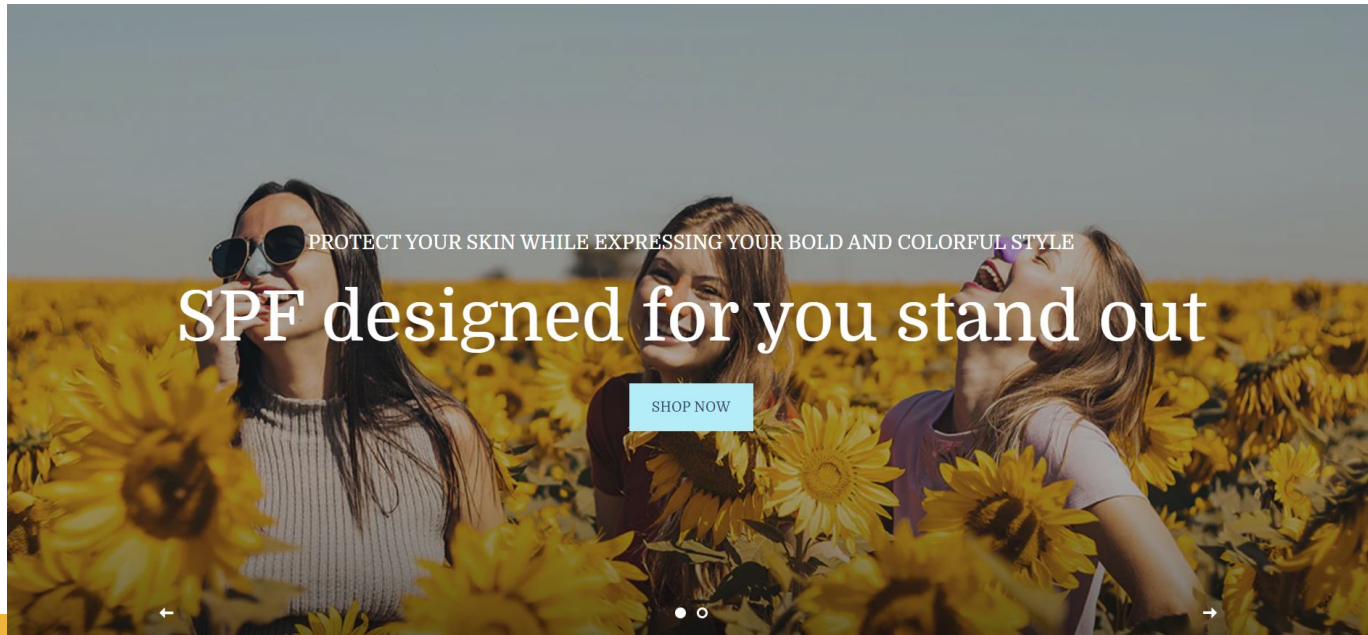 PROTECT YOUR SKIN WHILE EXPRESSING YOUR BOLD AND COLORFUL STYLE
SPF designed for you stand out
SHOP NOW